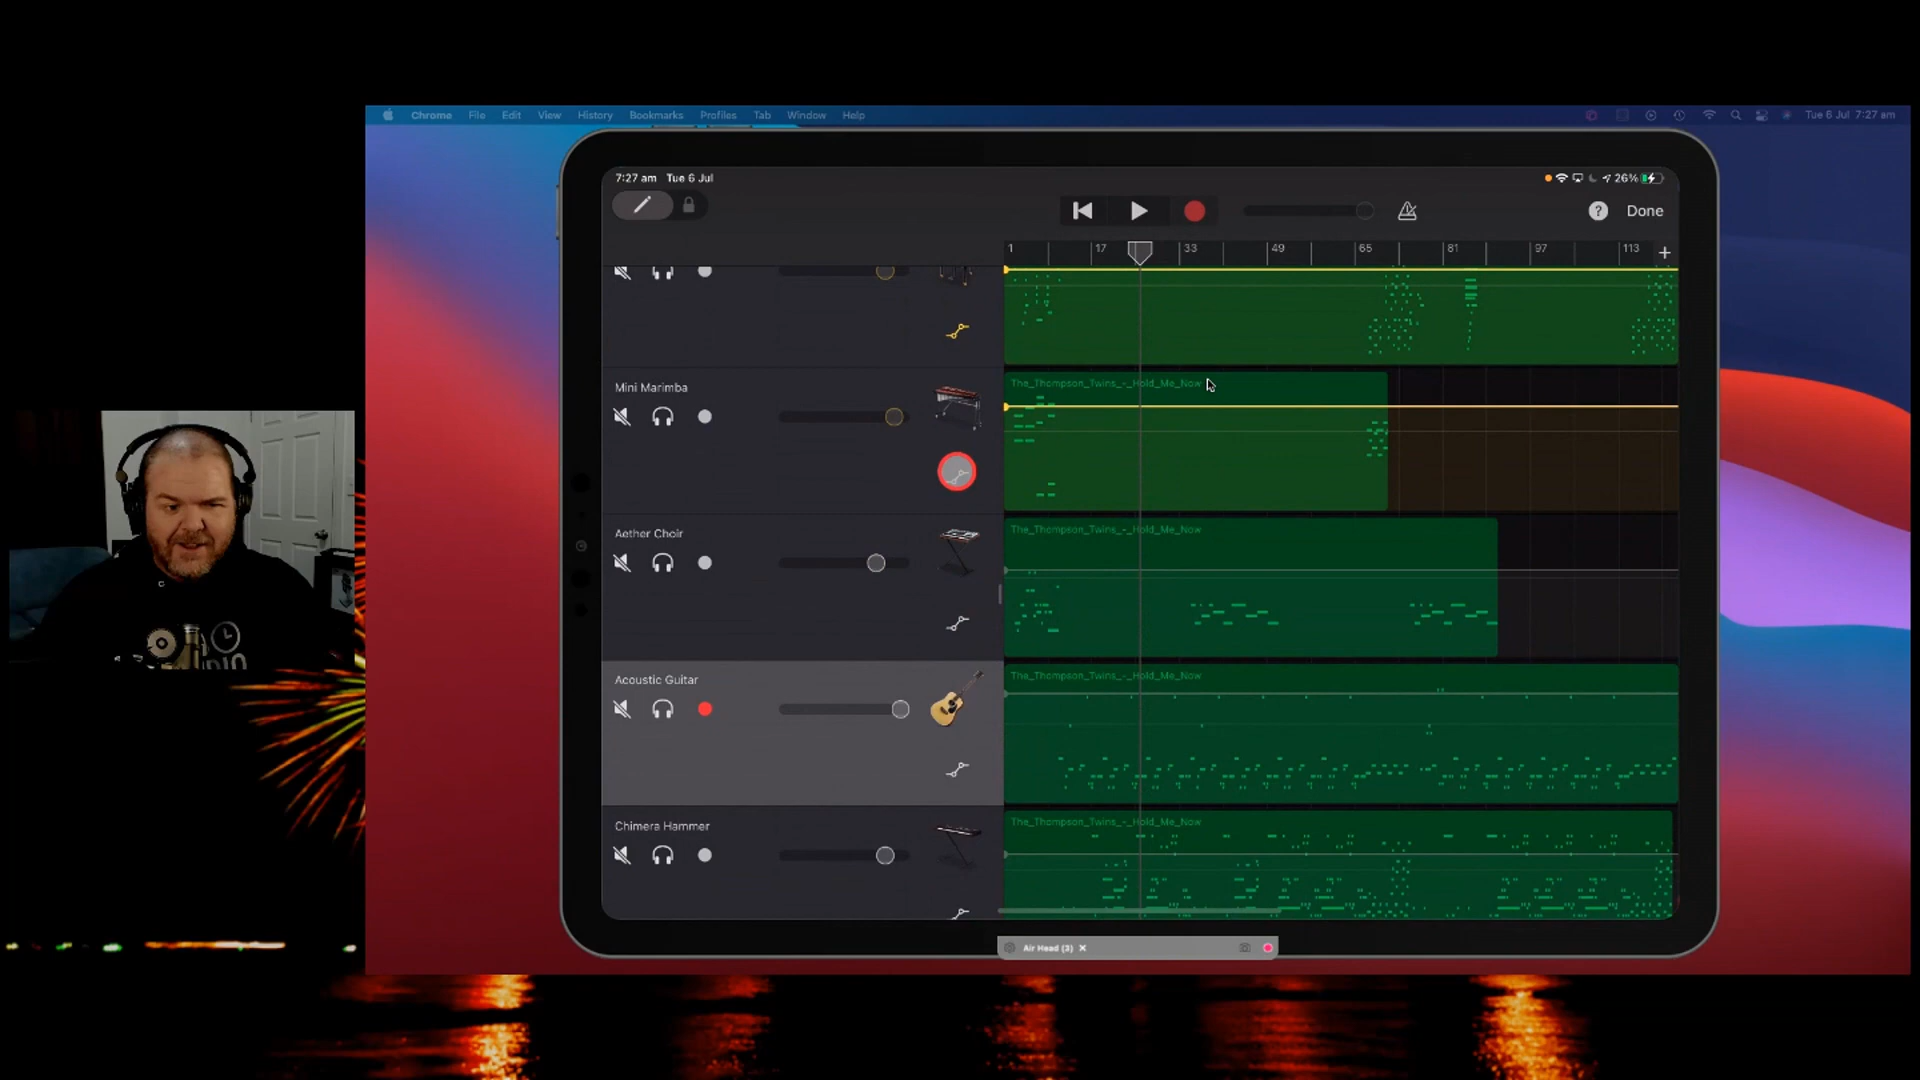 Chrome File Edit View History Bookmarks Profiles Tab Window Help Tue 6 Jul 7:27 am
7:27 am Tue 6 Jul 26%
? Done
1 17 33 49 65 81 97 113 +
Mini Marimba
The_Thompson_Twins_-_Hold_Me_Now
Aether Choir
The_Thompson_Twins_-_Hold_Me_Now
Acoustic Guitar
The_Thompson_Twins_-_Hold_Me_Now
Chimera Hammer
The_Thompson_Twins_-_Hold_Me_Now
Air Head (3)